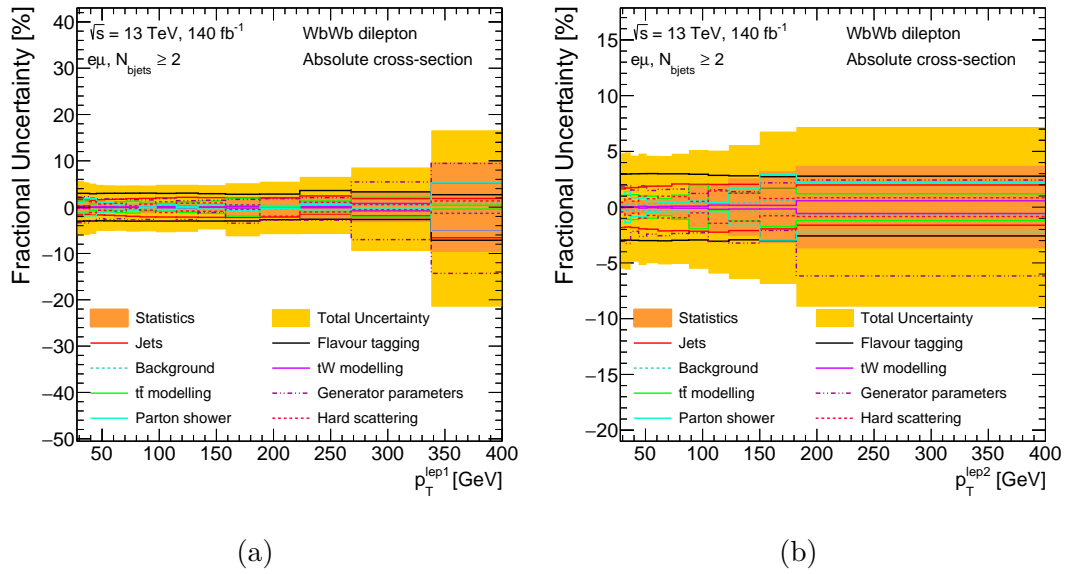 √s = 13 TeV, 140 fb⁻¹ WbWb dilepton
eμ, N_bjets ≥ 2 Absolute cross-section
Fractional Uncertainty [%]
40
30
20
10
0
−10
−20
−30
−40
−50
Statistics Total Uncertainty
Jets Flavour tagging
Background tW modelling
tt̄ modelling Generator parameters
Parton shower Hard scattering
50 100 150 200 250 300 350 400
p_T^lep1 [GeV]
(a)
√s = 13 TeV, 140 fb⁻¹ WbWb dilepton
eμ, N_bjets ≥ 2 Absolute cross-section
Fractional Uncertainty [%]
15
10
5
0
−5
−10
−15
−20
Statistics Total Uncertainty
Jets Flavour tagging
Background tW modelling
tt̄ modelling Generator parameters
Parton shower Hard scattering
50 100 150 200 250 300 350 400
p_T^lep2 [GeV]
(b)